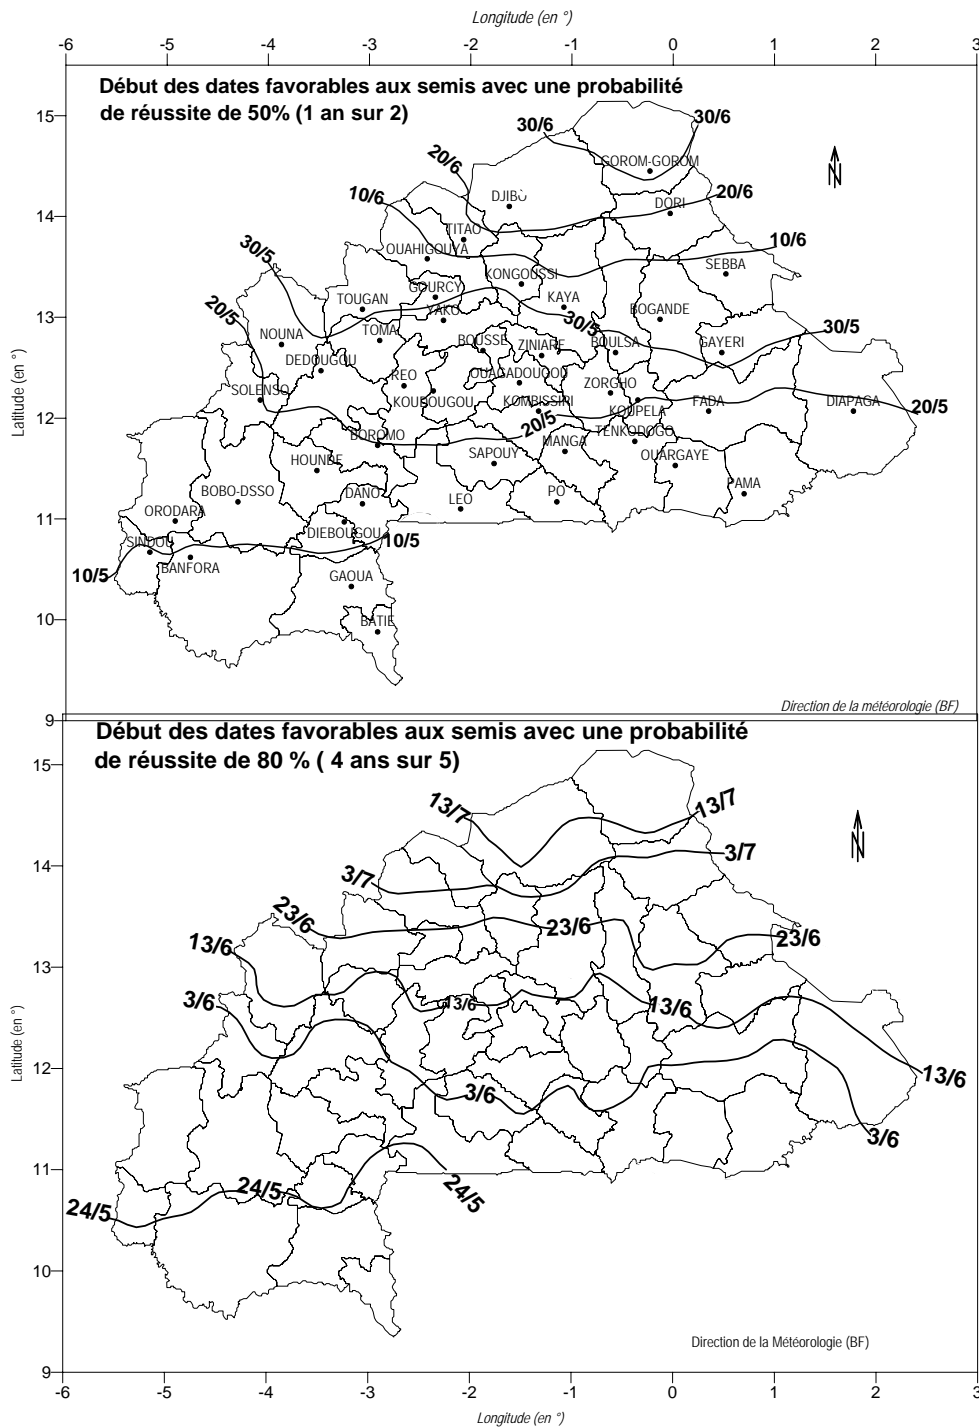 Longitude (en °)
-6 -5 -4 -3 -2 -1 0 1 2 3
Début des dates favorables aux semis avec une probabilité
de réussite de 50% (1 an sur 2)
15
30/6 30/6
20/6
GOROM-GOROM
N
10/6
DJIBO
20/6
14
DORI
TITAO
30/5
OUAHIGOUYA
10/6
SEBBA
KONGOUSSI
GOURCY
20/5
TOUGAN
KAYA
YAKO
BOGANDE
13
NOUNA
TOMA
30/5
30/5
BOUSSE
ZINIARE
BOULSA
GAYERI
DEDOUGOU
REO
OUAGADOUGOU
SOLENSO
KOUDOUGOU
KOMBISSIRI
ZORGHO
FADA
DIAPAGA
12
Latitude (en °)
20/5
KOUPELA
20/5
TENKODOGO
BOROMO
MANGA
HOUNDE
SAPOUY
OUARGAYE
BOBO-DSSO
DANO
LEO
PO
PAMA
11
ORODARA
SINDOU
DIEBOUGOU
10/5
10/5
BANFORA
GAOUA
10
BATIE
Direction de la météorologie (BF)
9
Début des dates favorables aux semis avec une probabilité
de réussite de 80 % ( 4 ans sur 5)
15
13/7 13/7
N
14
3/7 3/7
23/6 23/6 23/6
13/6
13
3/6
13/6 13/6
12
Latitude (en °)
3/6
13/6
3/6
11
24/5 24/5 24/5
10
Direction de la Météorologie (BF)
9
-6 -5 -4 -3 -2 -1 0 1 2 3
Longitude (en °)